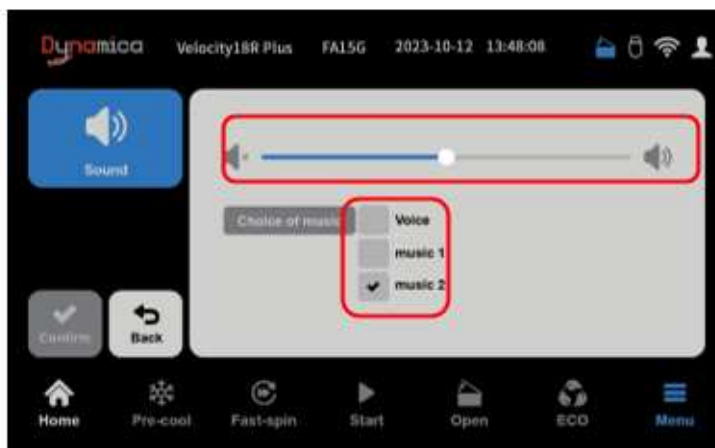 Dynamica Velocity18R Plus FA15G 2023-10-12 13:48:08
Sound
Choice of music
Voice
music 1
music 2
Confirm
Back
Home Pre-cool Fast-spin Start Open ECO Menu